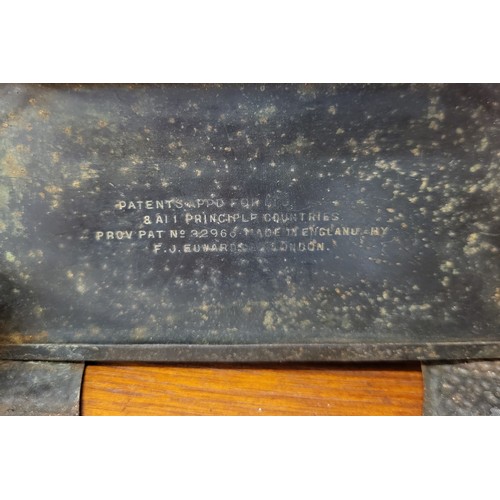 PATENTS APPD FOR
& All PRINCIPLE COUNTRIES
PROV PAT No 32966 MADE IN ENGLAND BY
F.J. EDWARDS LONDON.